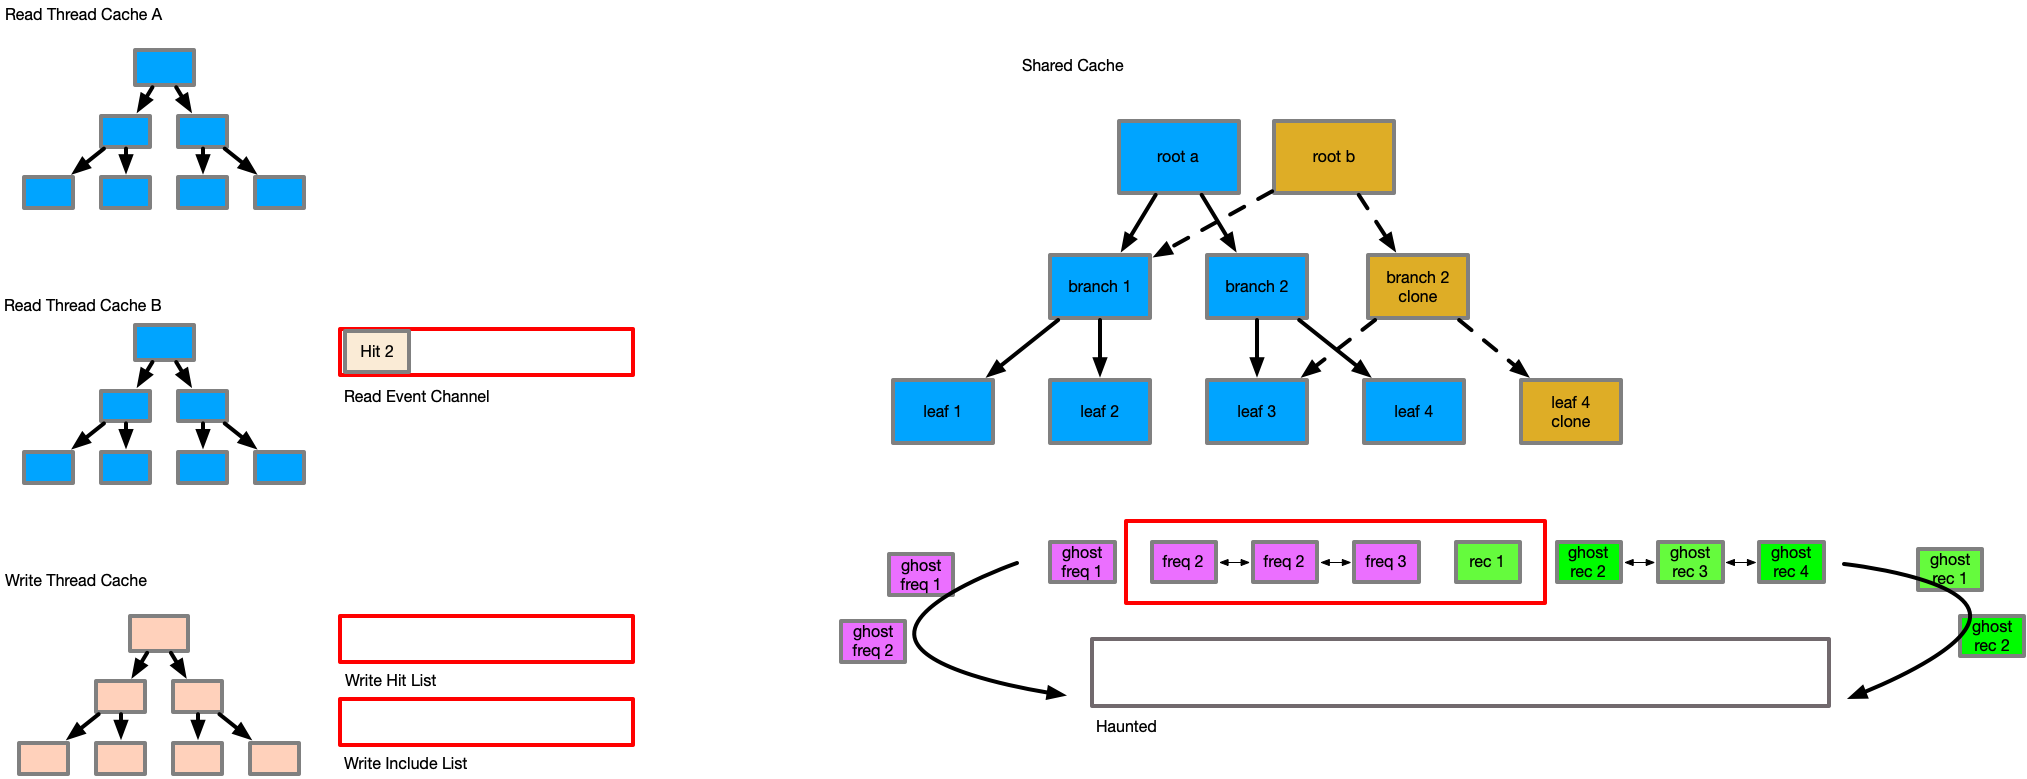 Read Thread Cache A
Shared Cache
root a
root b
branch 1
branch 2
branch 2
clone
leaf 1
leaf 2
leaf 3
leaf 4
leaf 4
clone
Read Thread Cache B
Hit 2
Read Event Channel
ghost
freq 1
ghost
freq 2
ghost
freq 1
freq 2
freq 2
freq 3
rec 1
ghost
rec 2
ghost
rec 3
ghost
rec 4
ghost
rec 1
ghost
rec 2
Haunted
Write Thread Cache
Write Hit List
Write Include List